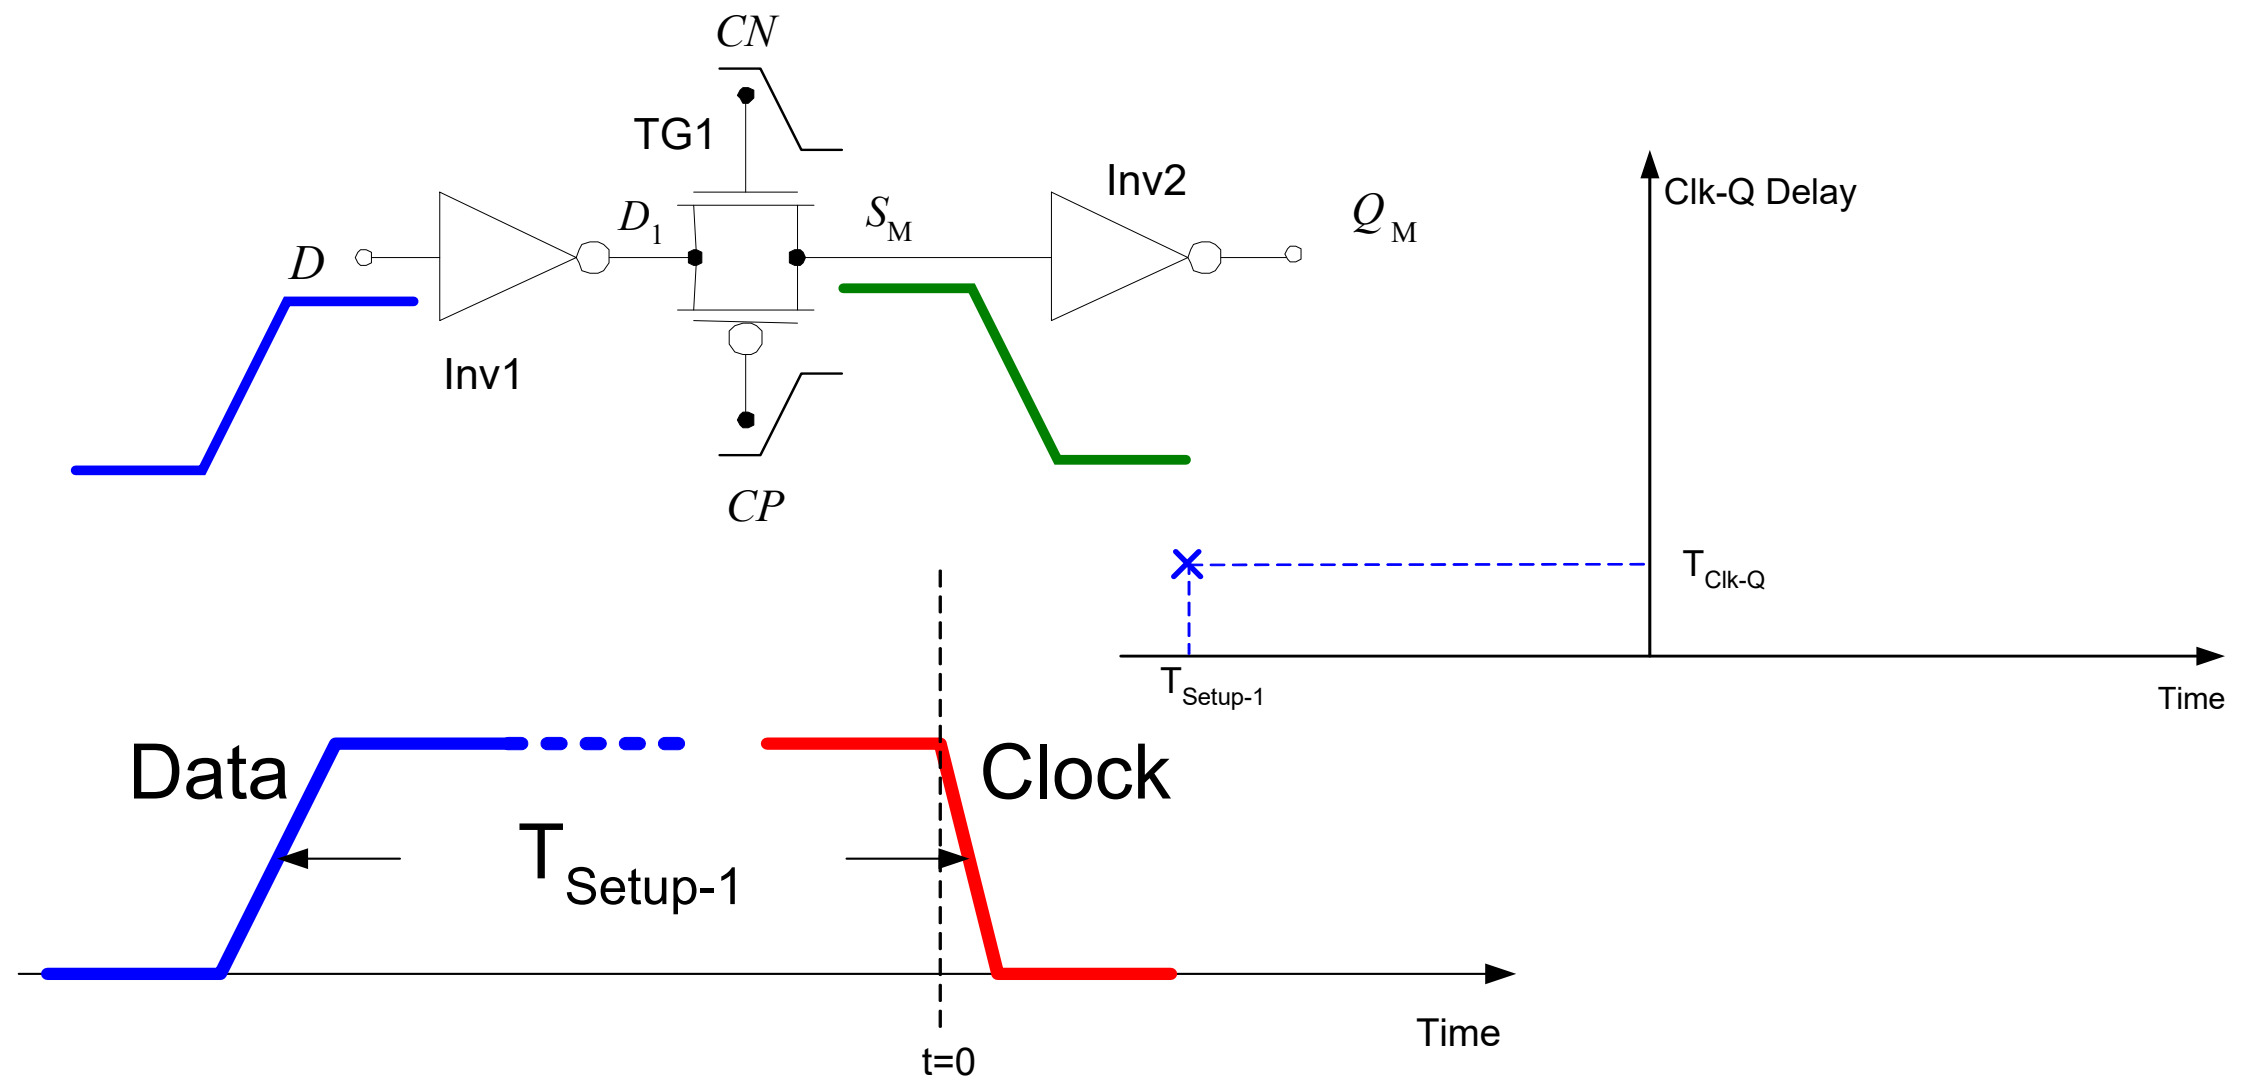 CN
TG1
Inv2
Clk-Q Delay
D
D1
SM
QM
Inv1
CP
TClk-Q
TSetup-1
Time
Data
Clock
TSetup-1
Time
t=0